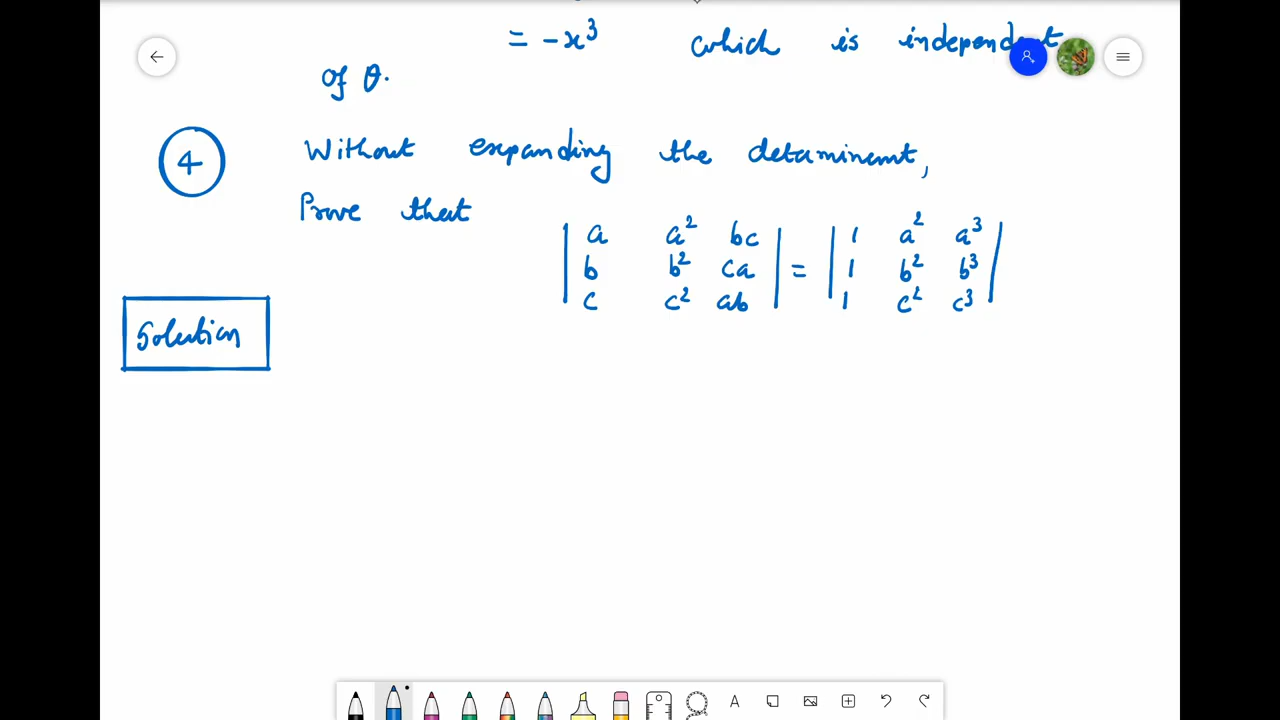 = -x³ which is independent
of θ.
4 Without expanding the determinant,
Prove that
| a a² bc | = | 1 a² a³ |
| b b² ca | | 1 b² b³ |
| c c² ab | | 1 c² c³ |
Solution
A